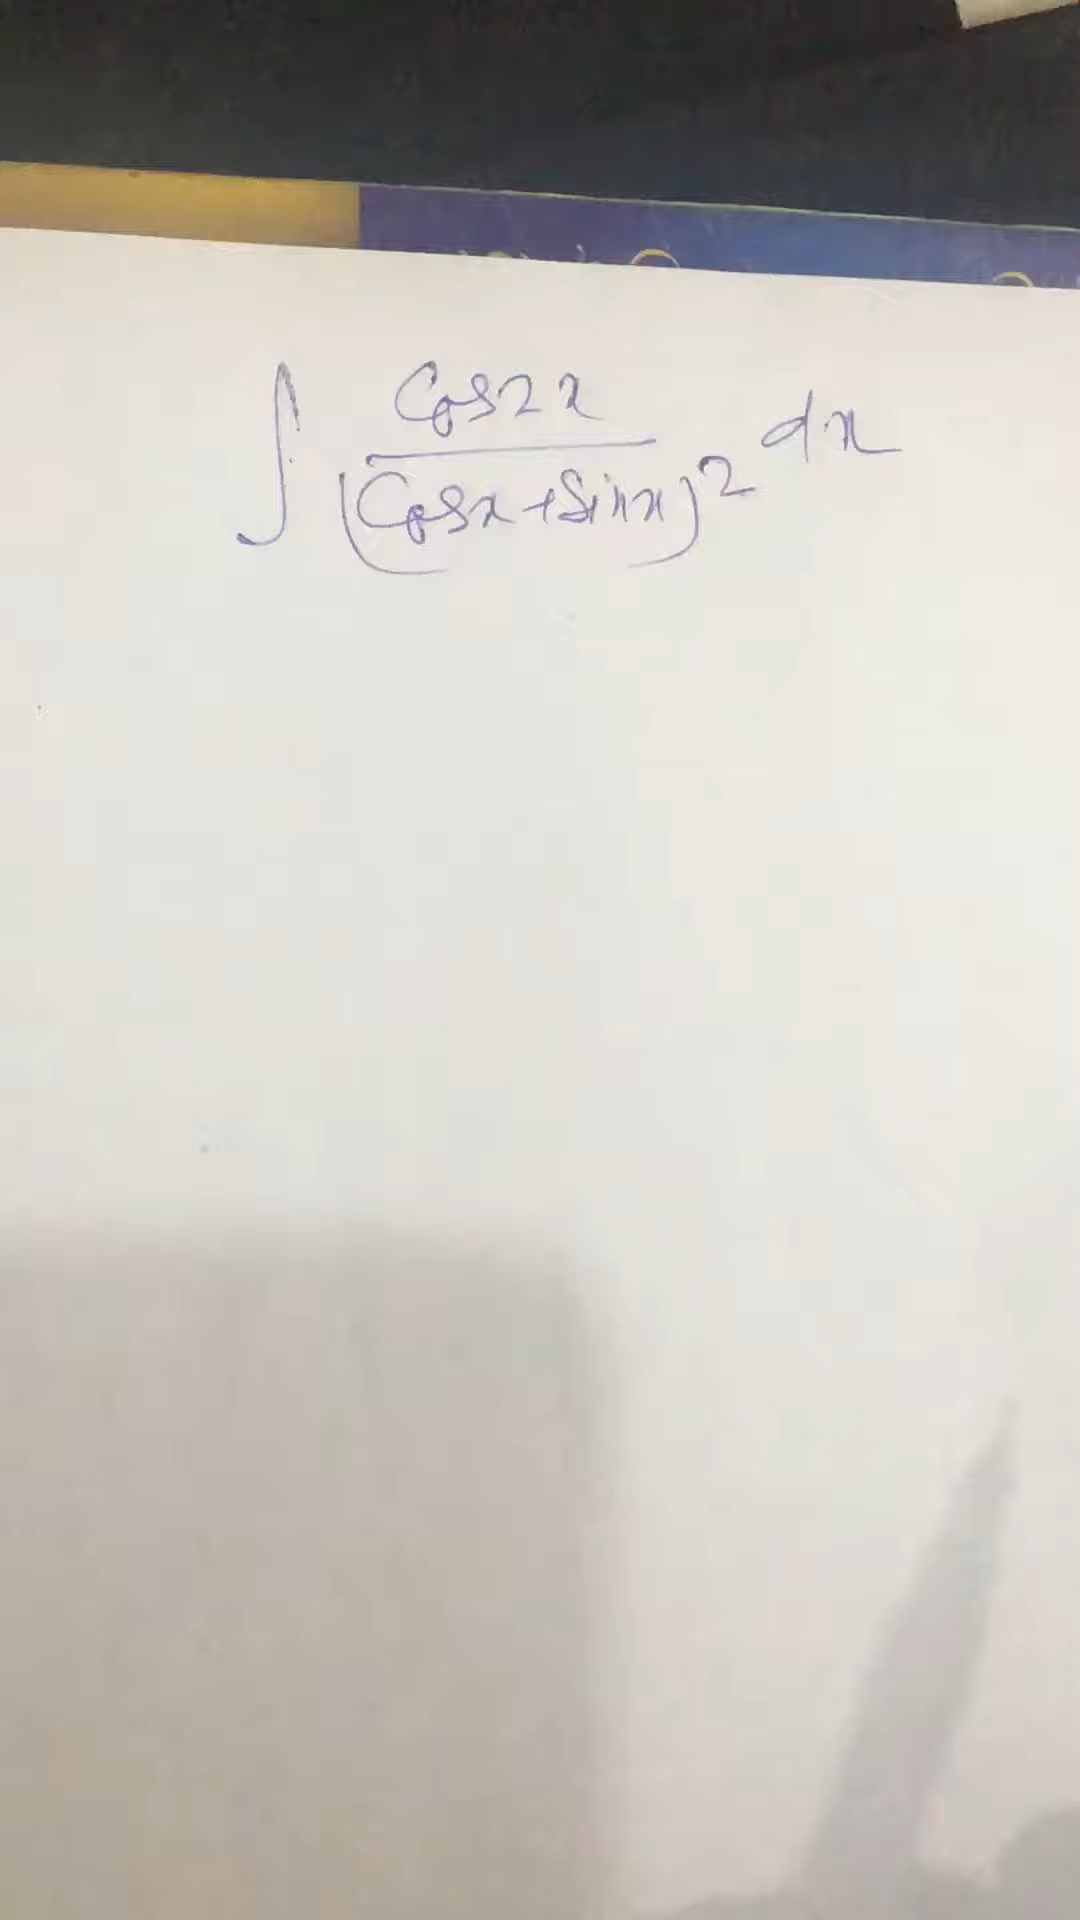 ∫ Cos2x / (Cosx + Sinx)² dx